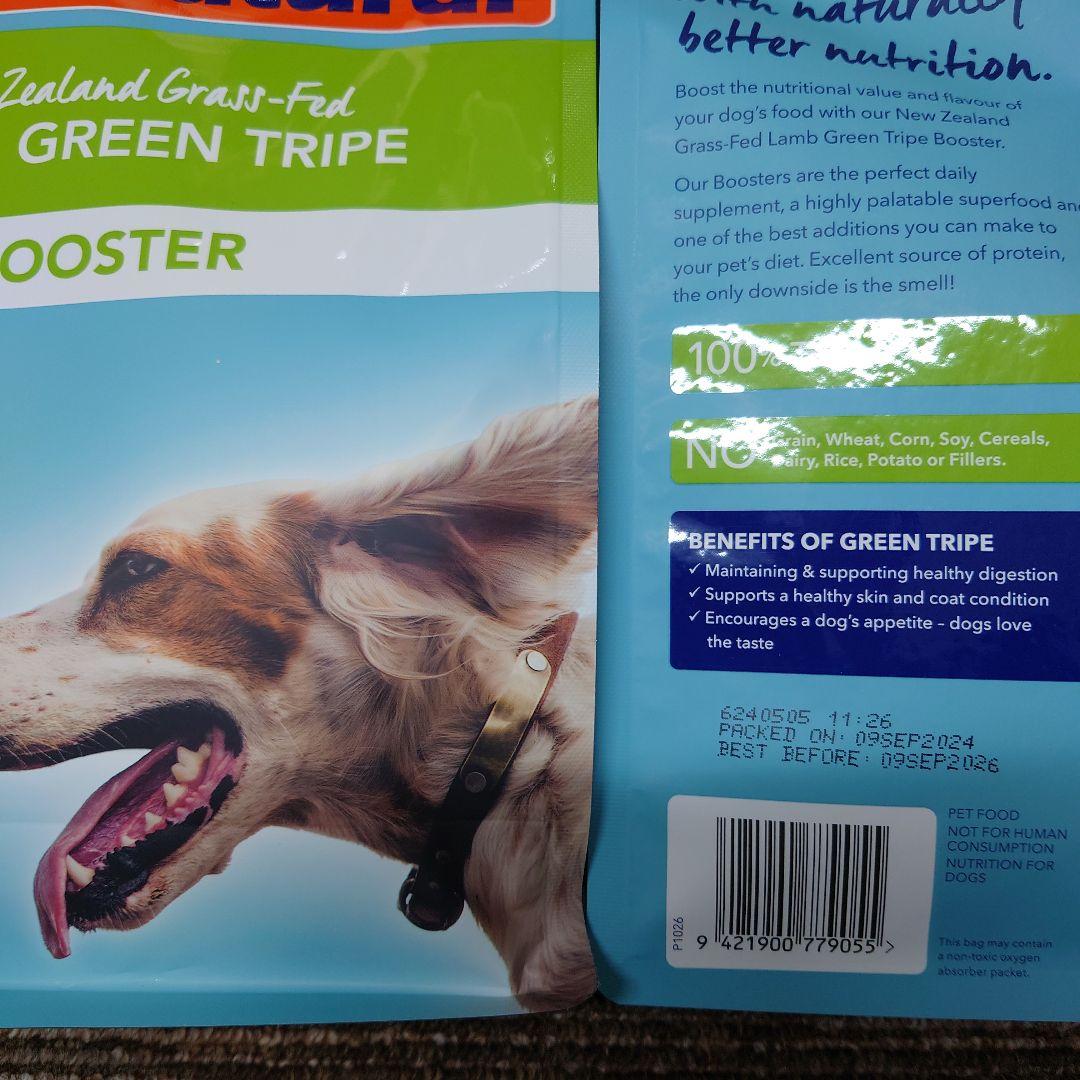 Zealand Grass-Fed
GREEN TRIPE
OOSTER
with naturally
better nutrition.
Boost the nutritional value and flavour of
your dog's food with our New Zealand
Grass-Fed Lamb Green Tripe Booster.
Our Boosters are the perfect daily
supplement, a highly palatable superfood and
one of the best additions you can make to
your pet's diet. Excellent source of protein,
the only downside is the smell!
100%
NO Grain, Wheat, Corn, Soy, Cereals,
Dairy, Rice, Potato or Fillers.
BENEFITS OF GREEN TRIPE
✓ Maintaining & supporting healthy digestion
✓ Supports a healthy skin and coat condition
✓ Encourages a dog's appetite – dogs love
the taste
6240505 11:26
PACKED ON: 09SEP2024
BEST BEFORE: 09SEP2026
PET FOOD
NOT FOR HUMAN
CONSUMPTION
NUTRITION FOR
DOGS
P1026
9 421900 779055 >
This bag may contain
a non-toxic oxygen
absorber packet.